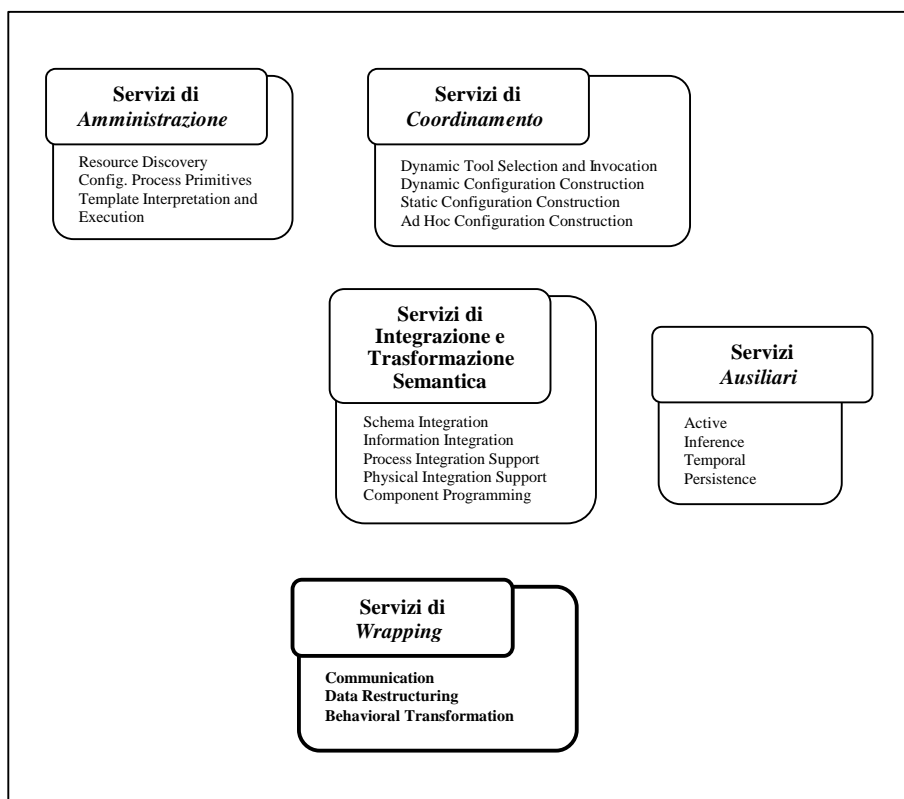 Servizi di
Amministrazione
Resource Discovery
Config. Process Primitives
Template Interpretation and
Execution
Servizi di
Coordinamento
Dynamic Tool Selection and Invocation
Dynamic Configuration Construction
Static Configuration Construction
Ad Hoc Configuration Construction
Servizi di
Integrazione e
Trasformazione
Semantica
Schema Integration
Information Integration
Process Integration Support
Physical Integration Support
Component Programming
Servizi
Ausiliari
Active
Inference
Temporal
Persistence
Servizi di
Wrapping
Communication
Data Restructuring
Behavioral Transformation